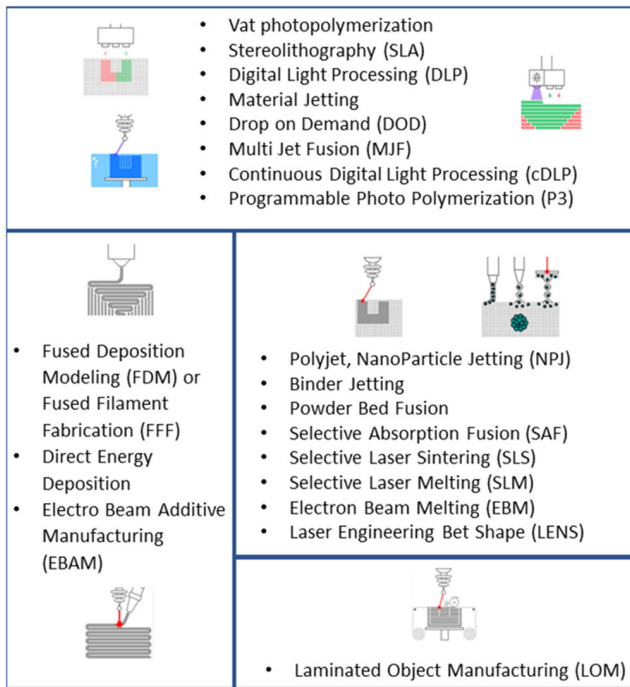 • Vat photopolymerization
• Stereolithography (SLA)
• Digital Light Processing (DLP)
• Material Jetting
• Drop on Demand (DOD)
• Multi Jet Fusion (MJF)
• Continuous Digital Light Processing (cDLP)
• Programmable Photo Polymerization (P3)
• Fused Deposition
Modeling (FDM) or
Fused Filament
Fabrication (FFF)
• Direct Energy
Deposition
• Electro Beam Additive
Manufacturing
(EBAM)
• Polyjet, NanoParticle Jetting (NPJ)
• Binder Jetting
• Powder Bed Fusion
• Selective Absorption Fusion (SAF)
• Selective Laser Sintering (SLS)
• Selective Laser Melting (SLM)
• Electron Beam Melting (EBM)
• Laser Engineering Bet Shape (LENS)
• Laminated Object Manufacturing (LOM)